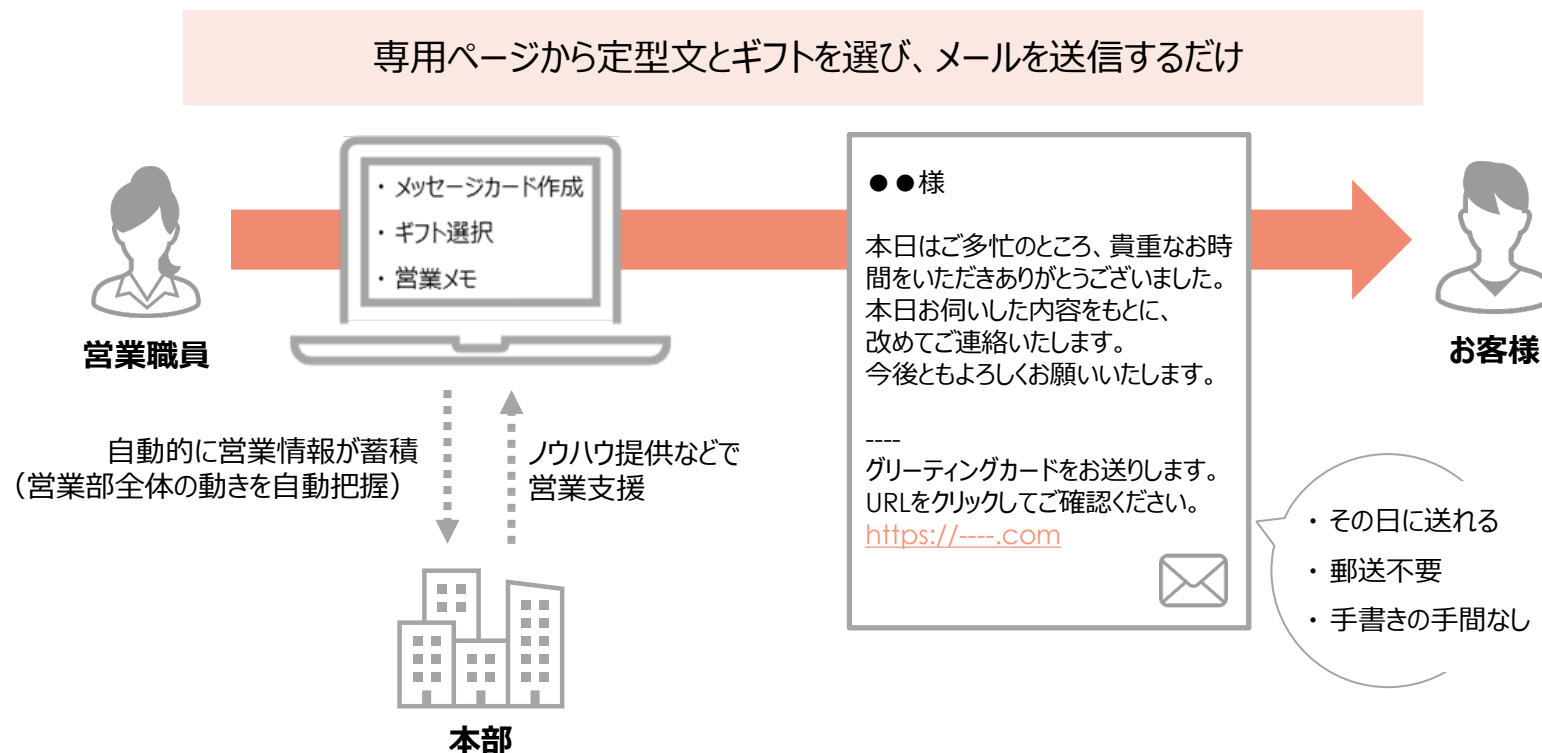 専用ページから定型文とギフトを選び、メールを送信するだけ
・ メッセージカード作成
・ ギフト選択
・ 営業メモ
営業職員
●●様
本日はご多忙のところ、貴重なお時
間をいただきありがとうございました。
本日お伺いした内容をもとに、
改めてご連絡いたします。
今後ともよろしくお願いいたします。
----
グリーティングカードをお送りします。
URLをクリックしてご確認ください。
https://----.com
お客様
自動的に営業情報が蓄積
（営業部全体の動きを自動把握）
ノウハウ提供などで
営業支援
・ その日に送れる
・ 郵送不要
・ 手書きの手間なし
本部